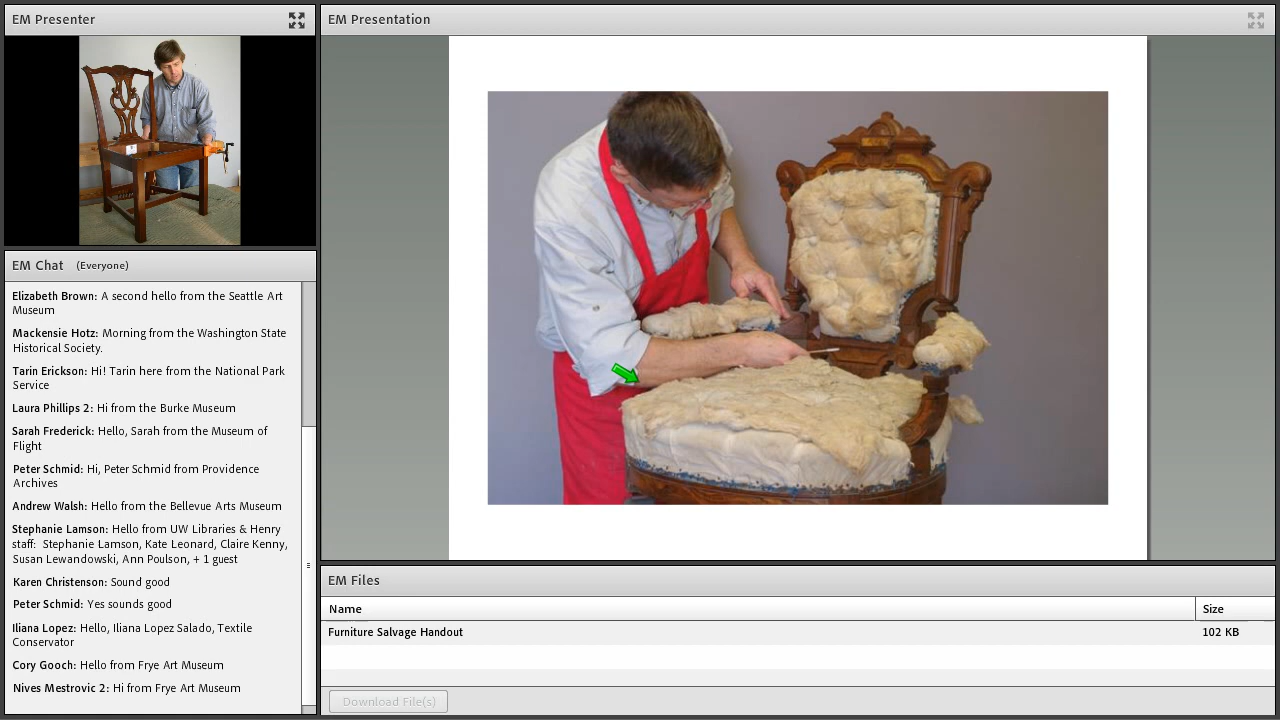 EM Presenter
EM Presentation
EM Chat (Everyone)
Elizabeth Brown: A second hello from the Seattle Art
Museum
Mackensie Hotz: Morning from the Washington State
Historical Society.
Tarin Erickson: Hi! Tarin here from the National Park
Service
Laura Phillips 2: Hi from the Burke Museum
Sarah Frederick: Hello, Sarah from the Museum of
Flight
Peter Schmid: Hi, Peter Schmid from Providence
Archives
Andrew Walsh: Hello from the Bellevue Arts Museum
Stephanie Lamson: Hello from UW Libraries & Henry
staff: Stephanie Lamson, Kate Leonard, Claire Kenny,
Susan Lewandowski, Ann Poulson, + 1 guest
Karen Christenson: Sound good
Peter Schmid: Yes sounds good
Iliana Lopez: Hello, Iliana Lopez Salado, Textile
Conservator
Cory Gooch: Hello from Frye Art Museum
Nives Mestrovic 2: Hi from Frye Art Museum
EM Files
Name Size
Furniture Salvage Handout 102 KB
Download File(s)